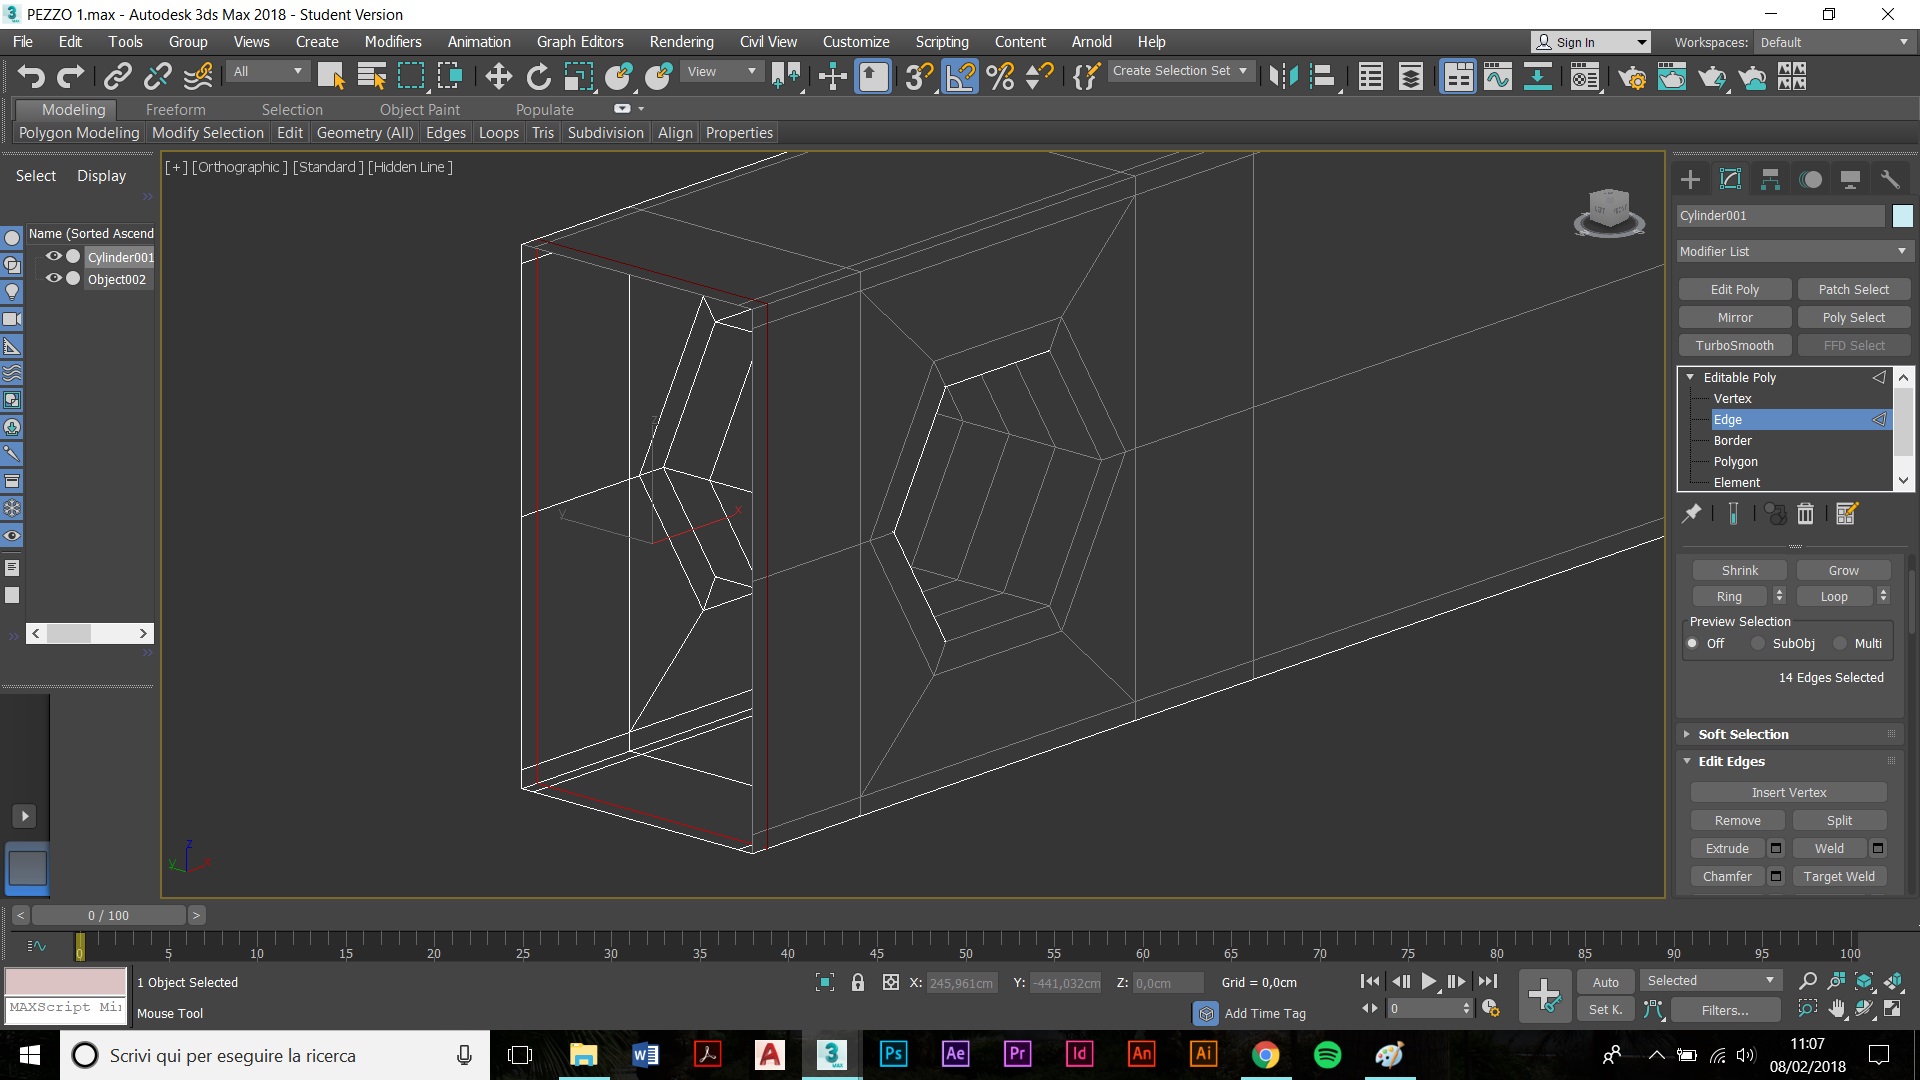 PEZZO 1.max - Autodesk 3ds Max 2018 - Student Version
File Edit Tools Group Views Create Modifiers Animation Graph Editors Rendering Civil View Customize Scripting Content Arnold Help
Sign In Workspaces: Default
All View Create Selection Set
Modeling Freeform Selection Object Paint Populate
Polygon Modeling Modify Selection Edit Geometry (All) Edges Loops Tris Subdivision Align Properties
[+] [Orthographic ] [Standard ] [Hidden Line ]
Select Display
Name (Sorted Ascend
Cylinder001
Object002
z
y
x
z
y
x
Cylinder001
Modifier List
Edit Poly Patch Select
Mirror Poly Select
TurboSmooth FFD Select
Editable Poly
Vertex
Edge
Border
Polygon
Element
Shrink Grow
Ring Loop
Preview Selection
Off SubObj Multi
14 Edges Selected
Soft Selection
Edit Edges
Insert Vertex
Remove Split
Extrude Weld
Chamfer Target Weld
< 0 / 100 >
0 5 10 15 20 25 30 35 40 45 50 55 60 65 70 75 80 85 90 95 100
1 Object Selected X: 245,961cm Y: -441,032cm Z: 0,0cm Grid = 0,0cm Auto Selected
MAXScript Mi
Mouse Tool Add Time Tag 0 Set K. Filters...
Scrivi qui per eseguire la ricerca
3 MAX Ps Ae Pr Id An Ai
11:07
08/02/2018